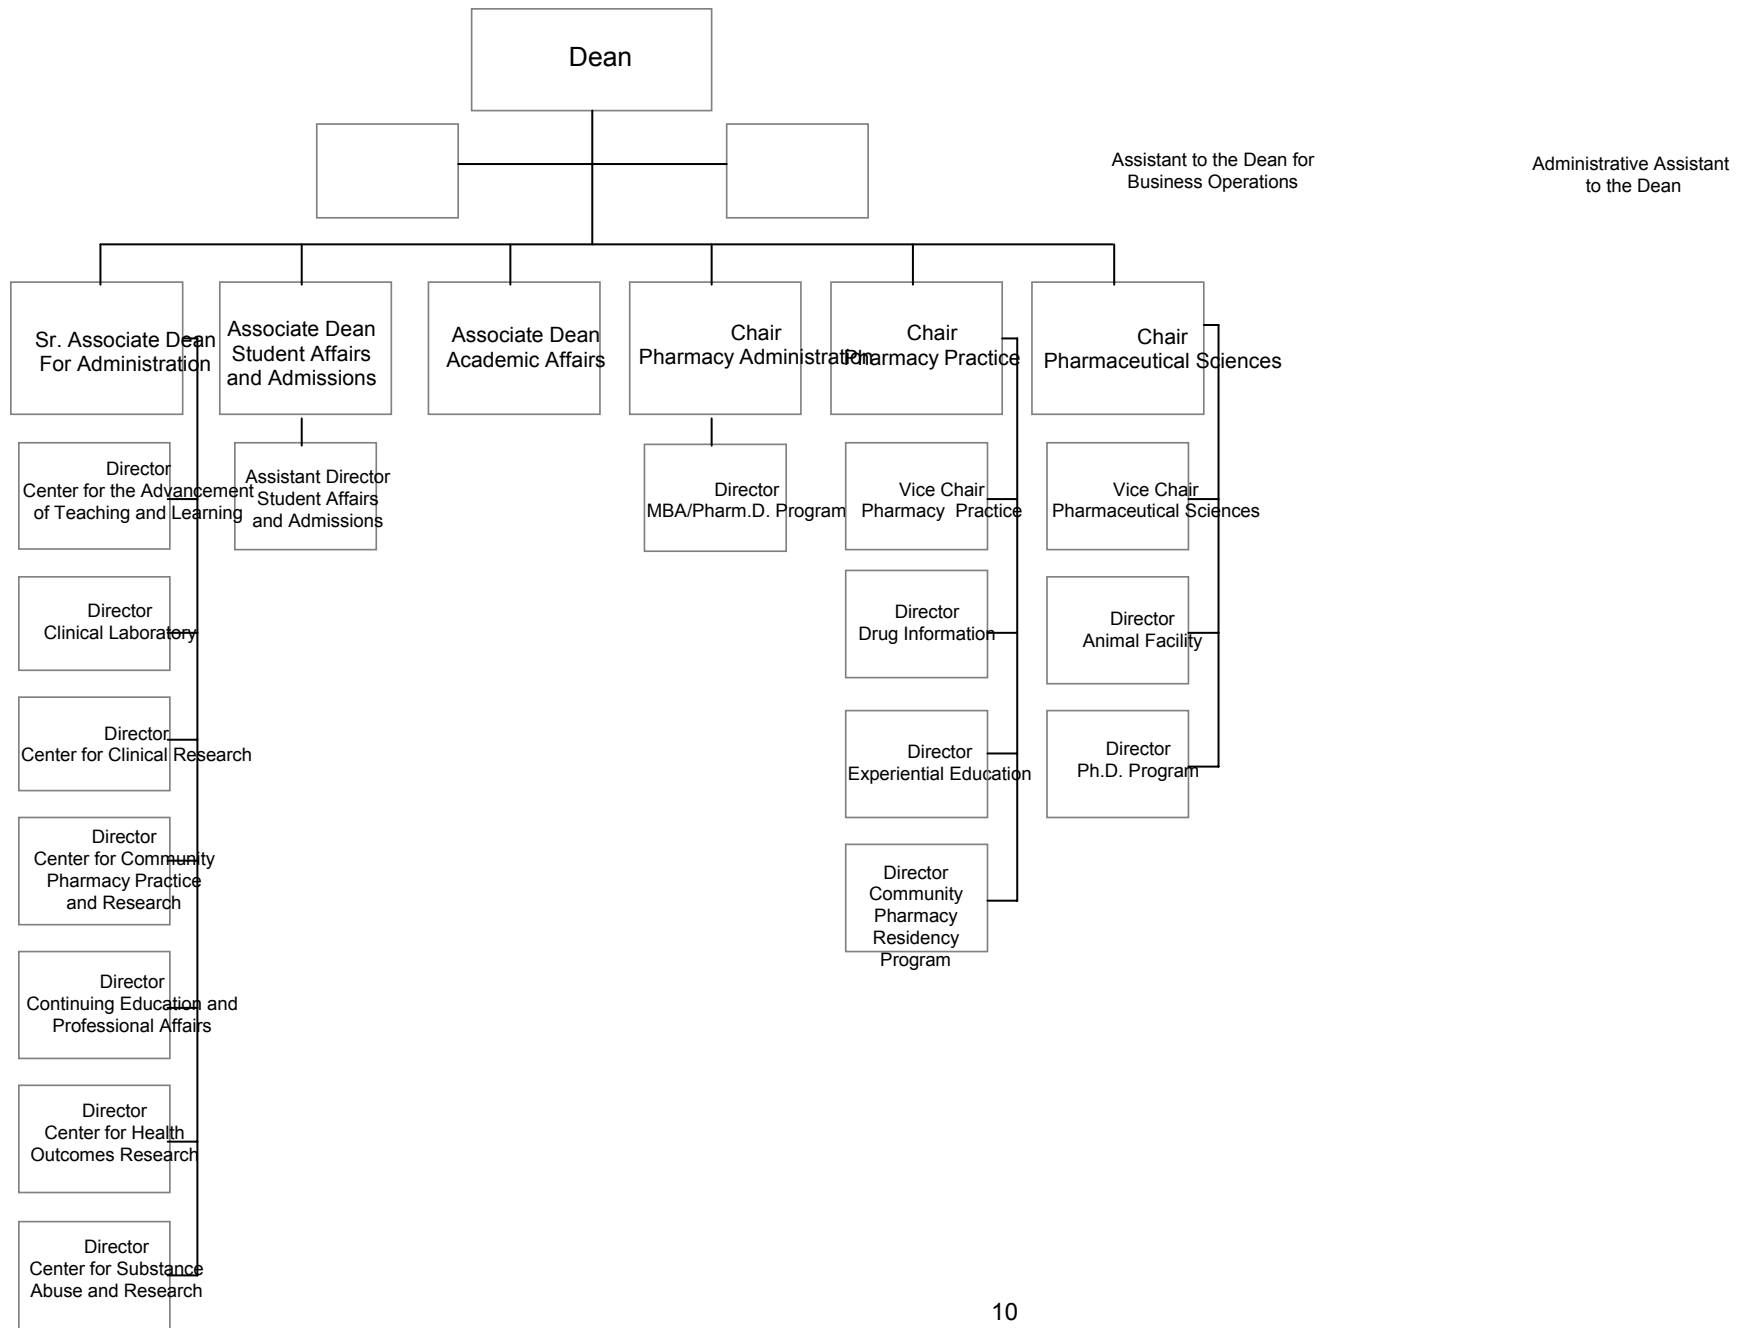 Dean
Assistant to the Dean for
Business Operations
Administrative Assistant
to the Dean
Sr. Associate Dean
For Administration
Associate Dean
Student Affairs
and Admissions
Associate Dean
Academic Affairs
Chair
Pharmacy Administration
Chair
Pharmacy Practice
Chair
Pharmaceutical Sciences
Director
Center for the Advancement
of Teaching and Learning
Assistant Director
Student Affairs
and Admissions
Director
MBA/Pharm.D. Program
Vice Chair
Pharmacy Practice
Vice Chair
Pharmaceutical Sciences
Director
Clinical Laboratory
Director
Drug Information
Director
Animal Facility
Director
Center for Clinical Research
Director
Experiential Education
Director
Ph.D. Program
Director
Center for Community
Pharmacy Practice
and Research
Director
Community
Pharmacy
Residency
Program
Director
Continuing Education and
Professional Affairs
Director
Center for Health
Outcomes Research
Director
Center for Substance
Abuse and Research
10